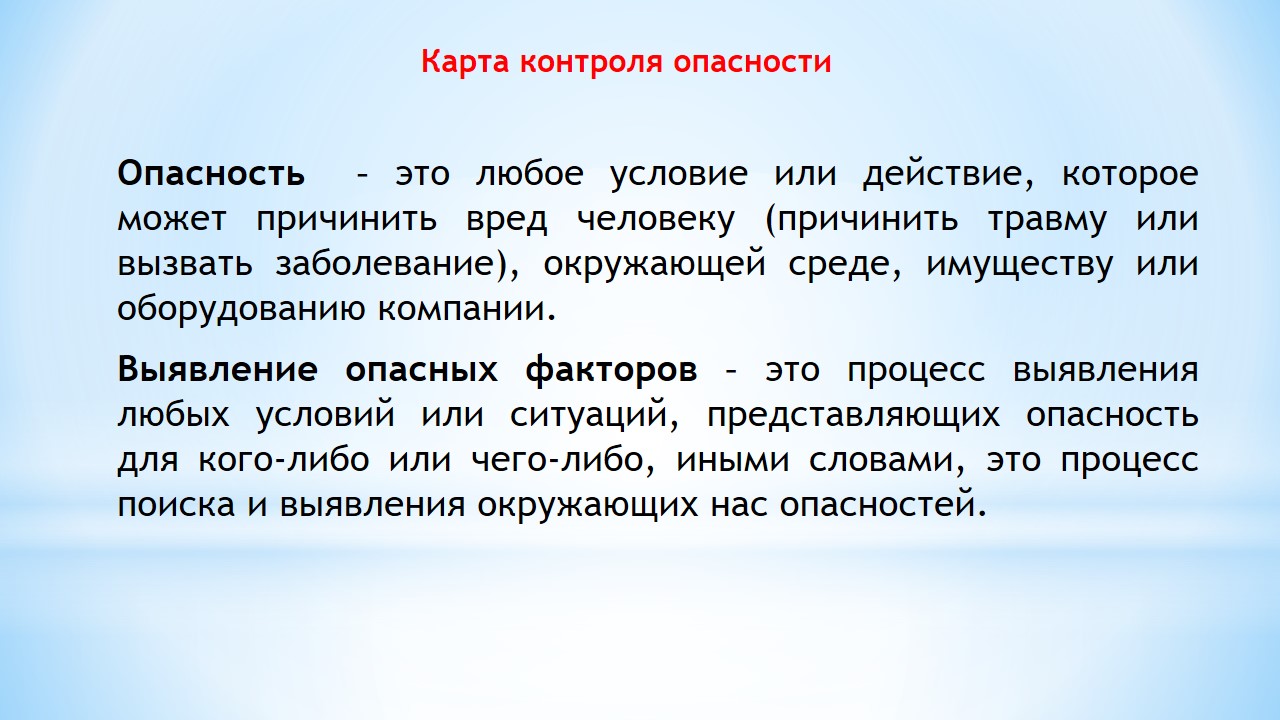 Карта контроля опасности
Опасность – это любое условие или действие, которое
может причинить вред человеку (причинить травму или
вызвать заболевание), окружающей среде, имуществу или
оборудованию компании.
Выявление опасных факторов – это процесс выявления
любых условий или ситуаций, представляющих опасность
для кого-либо или чего-либо, иными словами, это процесс
поиска и выявления окружающих нас опасностей.